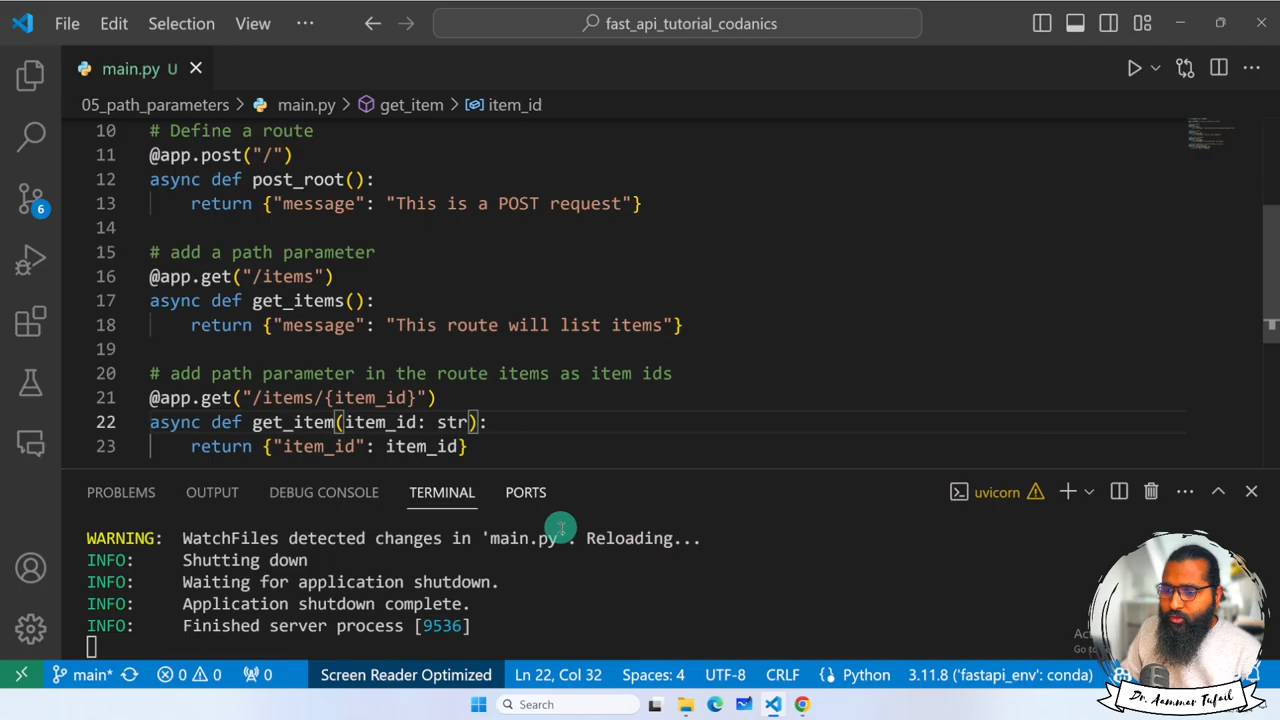 File Edit Selection View ··· fast_api_tutorial_codanics
main.py U
05_path_parameters > main.py > get_item > item_id
10 # Define a route
11 @app.post("/")
12 async def post_root():
13 return {"message": "This is a POST request"}
14
15 # add a path parameter
16 @app.get("/items")
17 async def get_items():
18 return {"message": "This route will list items"}
19
20 # add path parameter in the route items as item ids
21 @app.get("/items/{item_id}")
22 async def get_item(item_id: str):
23 return {"item_id": item_id}
6
PROBLEMS OUTPUT DEBUG CONSOLE TERMINAL PORTS uvicorn
WARNING: WatchFiles detected changes in 'main.py'. Reloading...
INFO: Shutting down
INFO: Waiting for application shutdown.
INFO: Application shutdown complete.
INFO: Finished server process [9536]
main* 0 0 0 Screen Reader Optimized Ln 22, Col 32 Spaces: 4 UTF-8 CRLF Python 3.11.8 ('fastapi_env': conda)
Dr. Aammar Tufail
Search